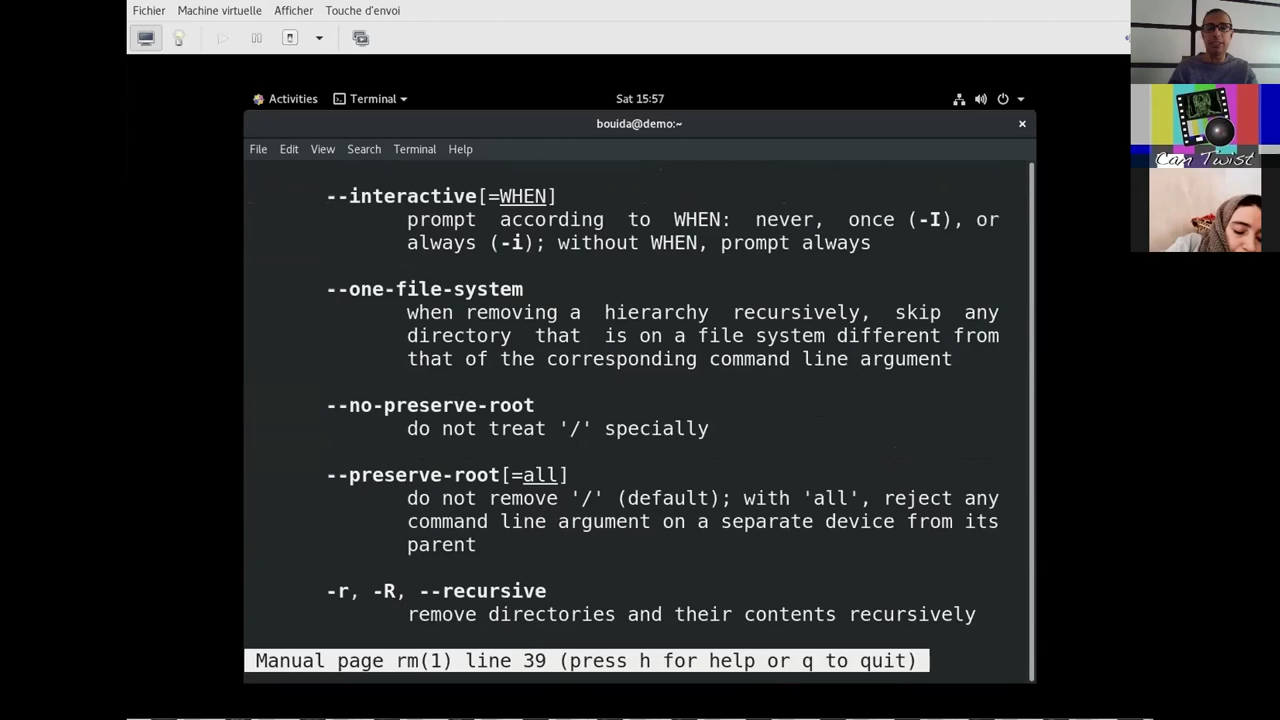 Fichier Machine virtuelle Afficher Touche d'envoi
Activities Terminal Sat 15:57
bouida@demo:~
File Edit View Search Terminal Help
--interactive[=WHEN]
prompt according to WHEN: never, once (-I), or
always (-i); without WHEN, prompt always
--one-file-system
when removing a hierarchy recursively, skip any
directory that is on a file system different from
that of the corresponding command line argument
--no-preserve-root
do not treat '/' specially
--preserve-root[=all]
do not remove '/' (default); with 'all', reject any
command line argument on a separate device from its
parent
-r, -R, --recursive
remove directories and their contents recursively
Manual page rm(1) line 39 (press h for help or q to quit)
Cam Twist